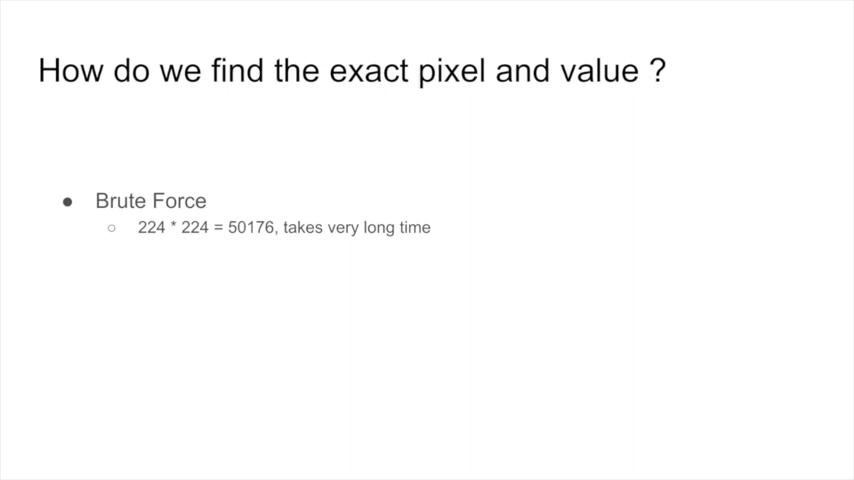 How do we find the exact pixel and value ?
● Brute Force
○ 224 * 224 = 50176, takes very long time